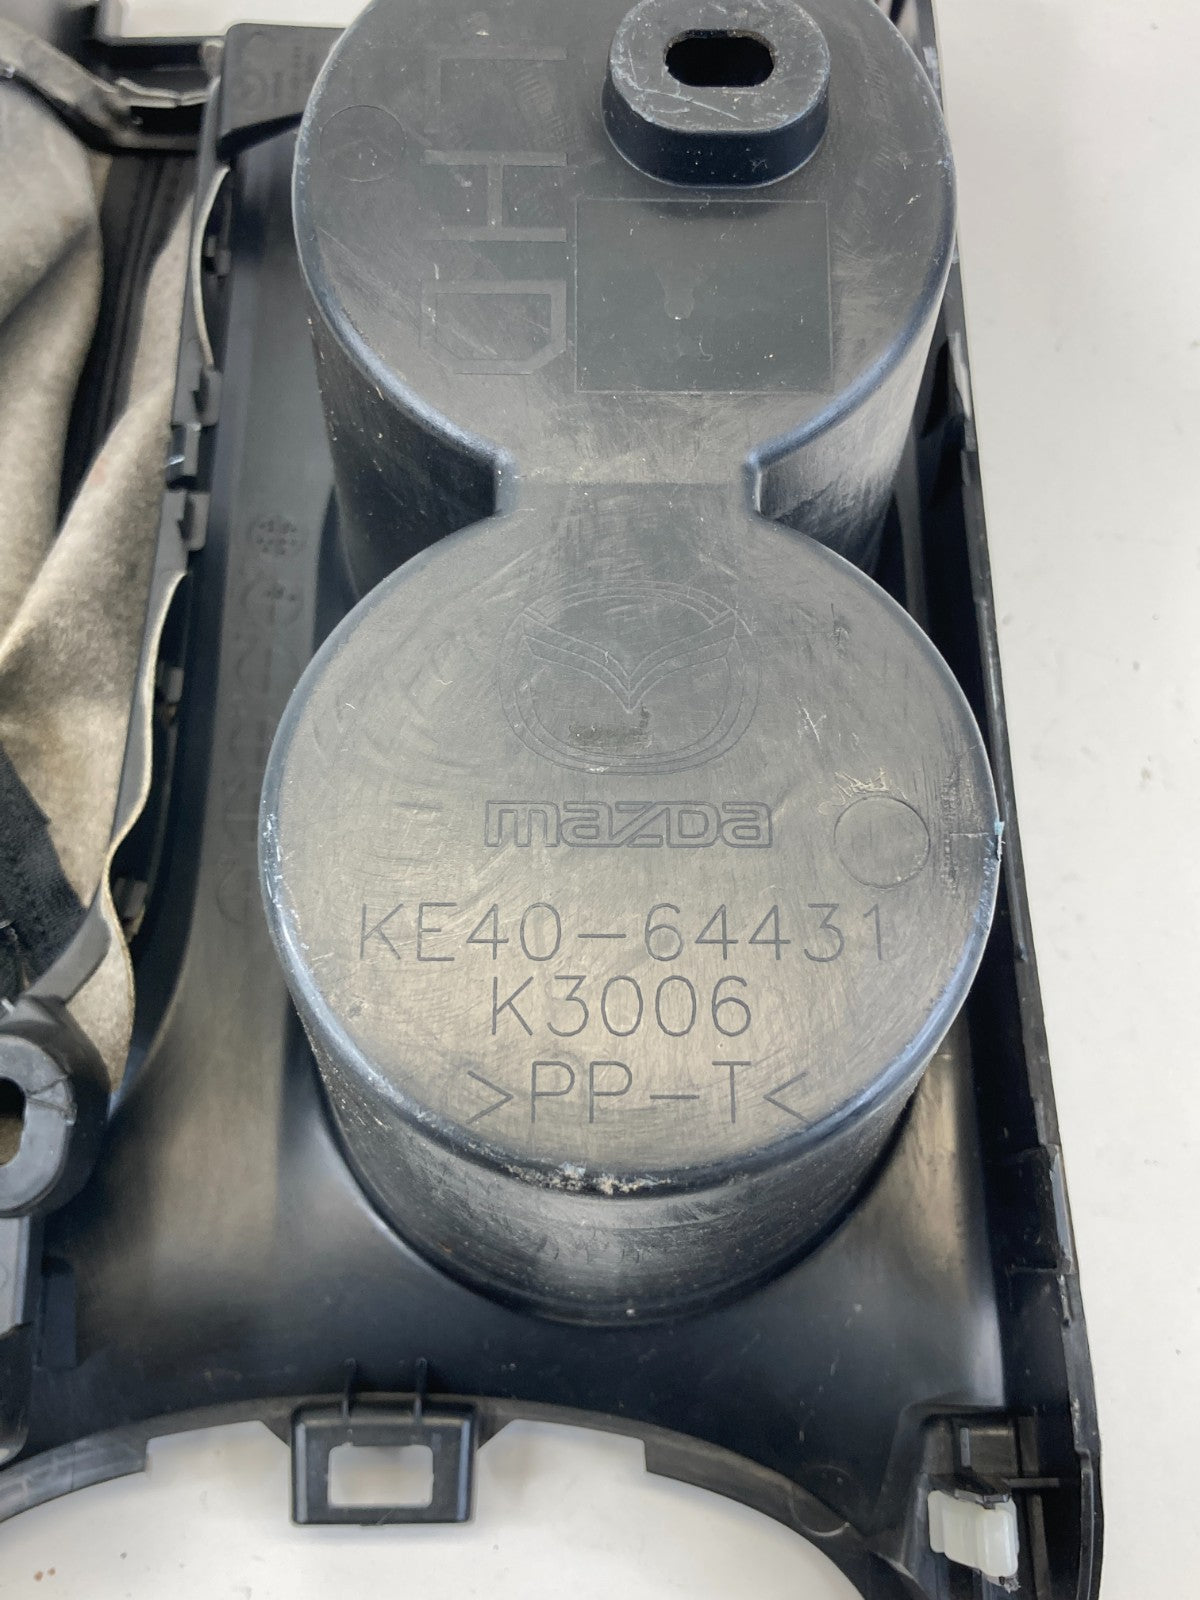 LHD
mazda
KE40-64431
K3006
>PP-T<